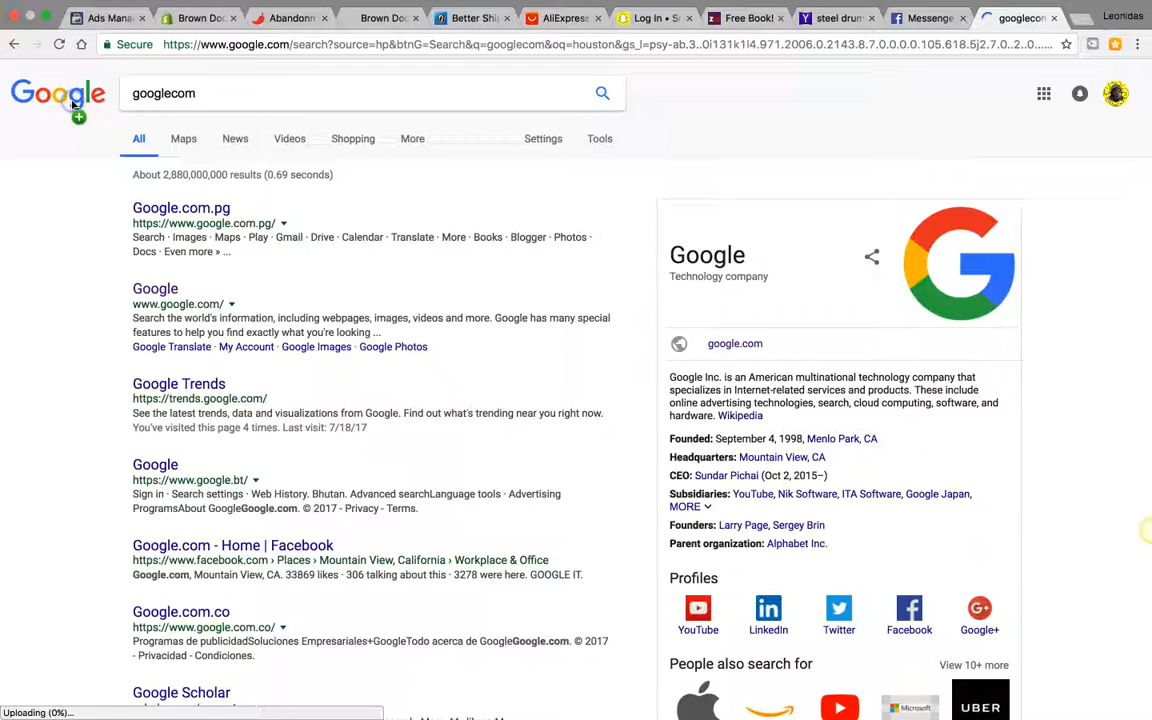 Ads Manag
Brown Do
Abandonn
Brown Do
Better Shi
AliExpress
Log In • S
Free Book!
steel drum
Messenge
googlecon
Leonidas
Secure
https://www.google.com/search?source=hp&btnG=Search&q=googlecom&oq=houston&gs_l=psy-ab.3..0i131k1l4.971.2006.0.2143.8.7.0.0.0.0.105.618.5j2.7.0..2..0....
Google
googlecom
All Maps News Videos Shopping More Settings Tools
About 2,880,000,000 results (0.69 seconds)
Google.com.pg
https://www.google.com.pg/
Search · Images · Maps · Play · Gmail · Drive · Calendar · Translate · More · Books · Blogger · Photos ·
Docs · Even more » ...
Google
www.google.com/
Search the world's information, including webpages, images, videos and more. Google has many special
features to help you find exactly what you're looking ...
Google Translate · My Account · Google Images · Google Photos
Google Trends
https://trends.google.com/
See the latest trends, data and visualizations from Google. Find out what's trending near you right now.
You've visited this page 4 times. Last visit: 7/18/17
Google
https://www.google.bt/
Sign in · Search settings · Web History. Bhutan. Advanced searchLanguage tools · Advertising
ProgramsAbout GoogleGoogle.com. © 2017 - Privacy - Terms.
Google.com - Home | Facebook
https://www.facebook.com › Places › Mountain View, California › Workplace & Office
Google.com, Mountain View, CA. 33869 likes · 306 talking about this · 3278 were here. GOOGLE IT.
Google.com.co
https://www.google.com.co/
Programas de publicidadSoluciones Empresariales+GoogleTodo acerca de GoogleGoogle.com. © 2017
- Privacidad - Condiciones.
Google Scholar
Google
Technology company
google.com
Google Inc. is an American multinational technology company that
specializes in Internet-related services and products. These include
online advertising technologies, search, cloud computing, software, and
hardware. Wikipedia
Founded: September 4, 1998, Menlo Park, CA
Headquarters: Mountain View, CA
CEO: Sundar Pichai (Oct 2, 2015–)
Subsidiaries: YouTube, Nik Software, ITA Software, Google Japan,
MORE
Founders: Larry Page, Sergey Brin
Parent organization: Alphabet Inc.
Profiles
YouTube LinkedIn Twitter Facebook Google+
People also search for View 10+ more
Microsoft
UBER
Uploading (0%)...